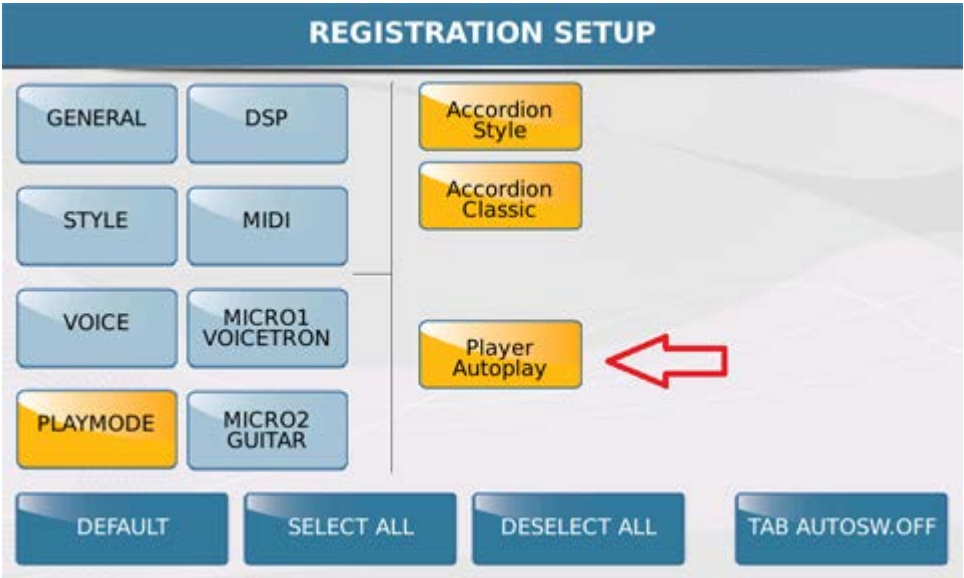 REGISTRATION SETUP
GENERAL
DSP
STYLE
MIDI
VOICE
MICRO1
VOICETRON
PLAYMODE
MICRO2
GUITAR
Accordion
Style
Accordion
Classic
Player
Autoplay
DEFAULT
SELECT ALL
DESELECT ALL
TAB AUTOSW.OFF